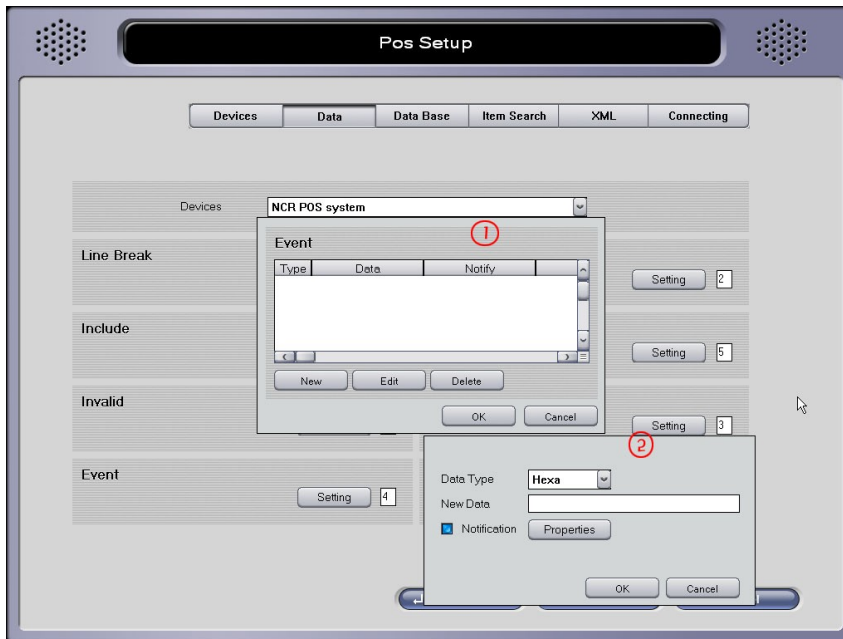 Pos Setup
Devices Data Data Base Item Search XML Connecting
Devices NCR POS system
1
Event
Type Data Notify
Line Break
Setting 2
Include
Setting 5
New Edit Delete
Invalid
OK Cancel
Setting 3
2
Event
Setting 4
Data Type Hexa
New Data
Notification Properties
OK Cancel